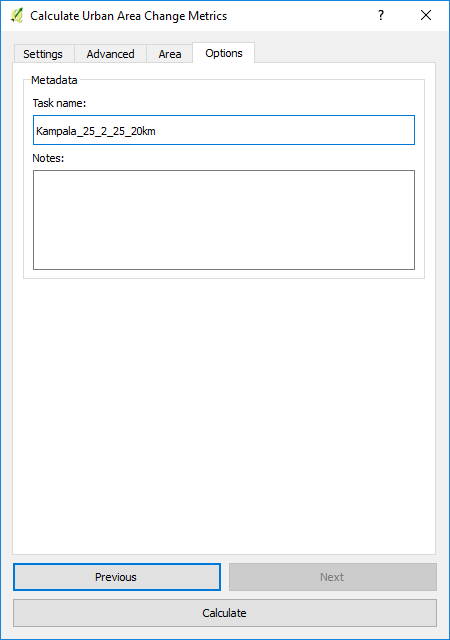 Calculate Urban Area Change Metrics ?
Settings Advanced Area Options
Metadata
Task name:
Kampala_25_2_25_20km
Notes:
Previous Next
Calculate